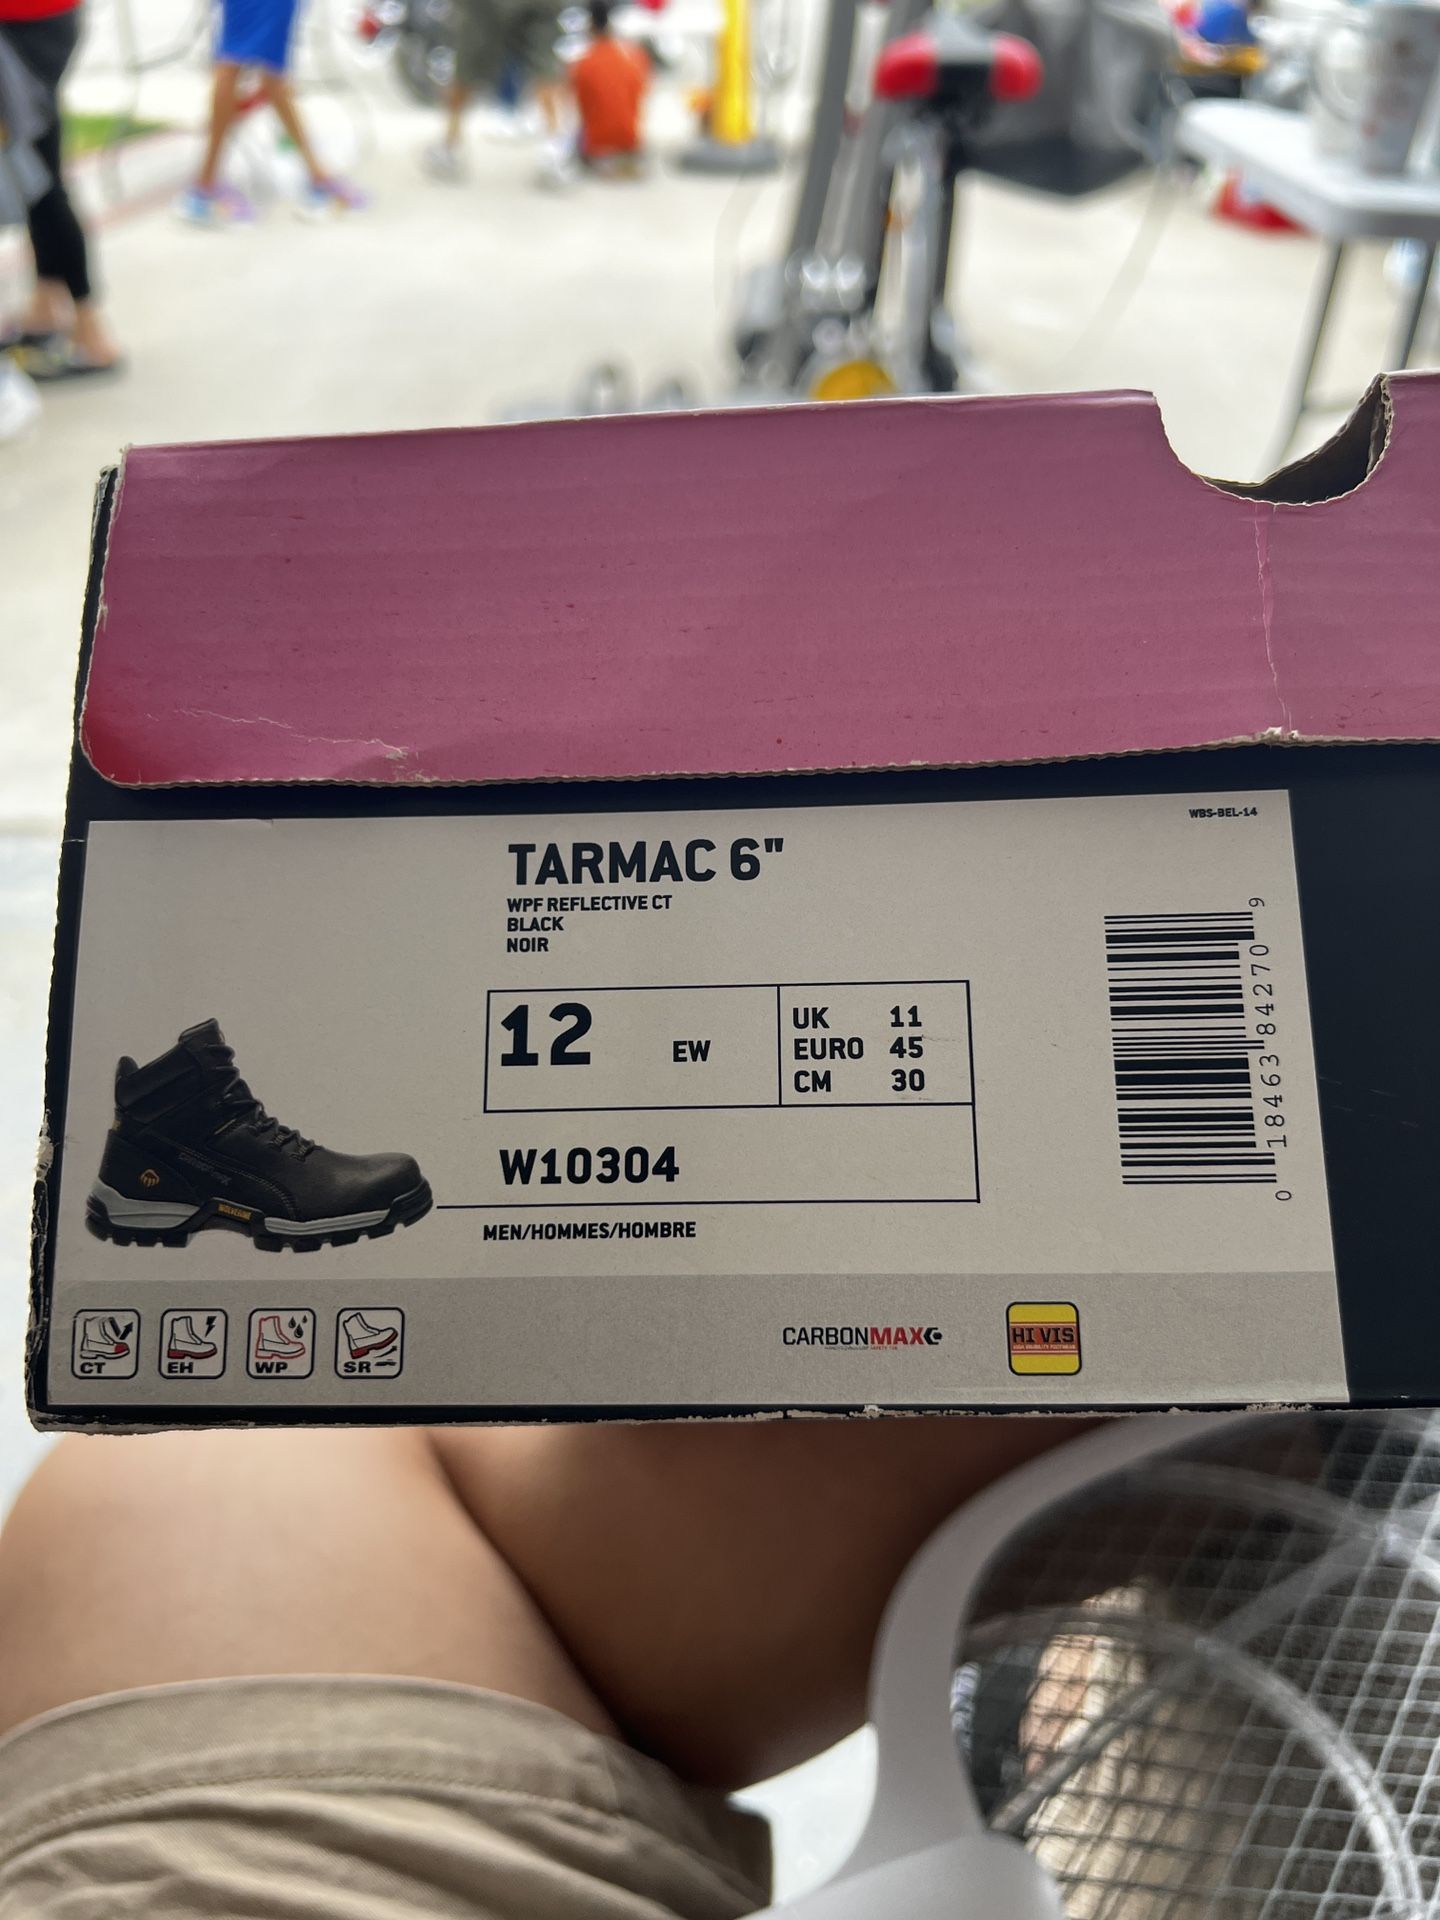 WBS-BEL-14
TARMAC 6"
WPF REFLECTIVE CT
BLACK
NOIR
12 EW
UK 11
EURO 45
CM 30
W10304
MEN/HOMMES/HOMBRE
0 18463 84270 9
WOLVERINE
CT EH WP SR
CARBONMAX
HI VIS